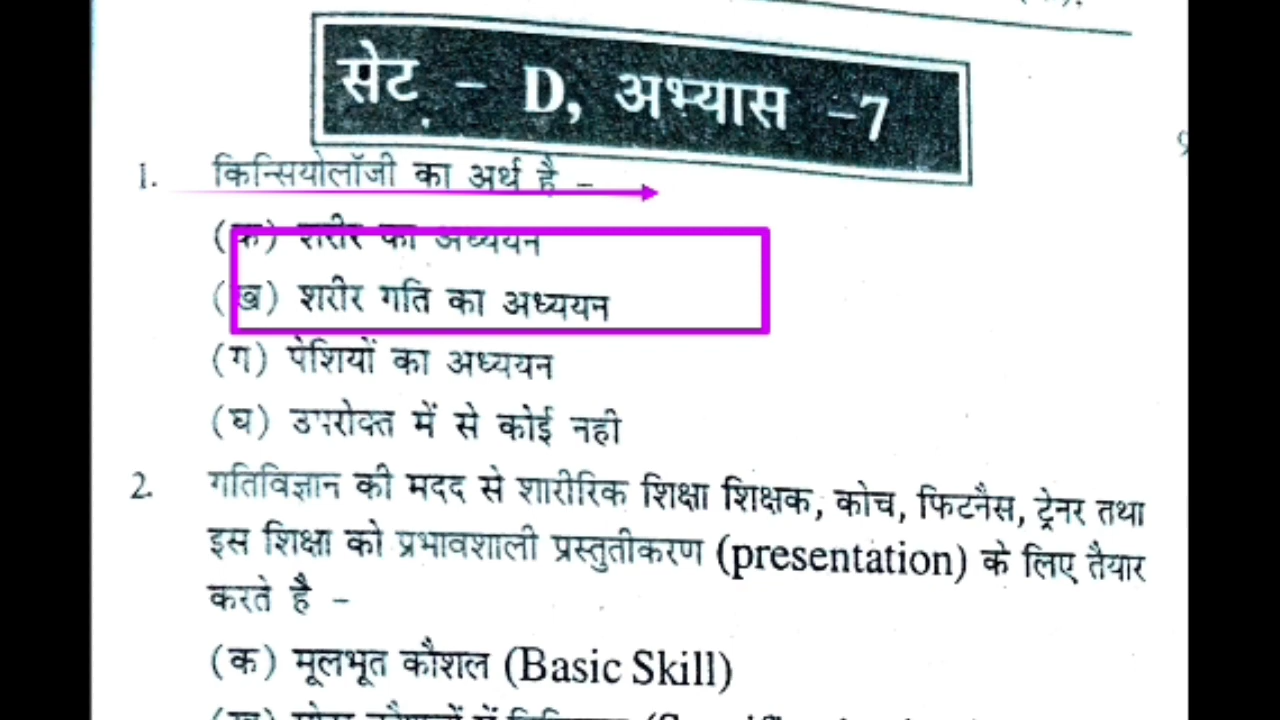 सेट - D, अभ्यास -7
1. किन्सियोलॉजी का अर्थ है -
(क) शरीर का अध्ययन
(ख) शरीर गति का अध्ययन
(ग) पेशियों का अध्ययन
(घ) उपरोक्त में से कोई नही
2. गतिविज्ञान की मदद से शारीरिक शिक्षा शिक्षक, कोच, फिटनैस, ट्रेनर तथा
इस शिक्षा को प्रभावशाली प्रस्तुतीकरण (presentation) के लिए तैयार
करते है -
(क) मूलभूत कौशल (Basic Skill)